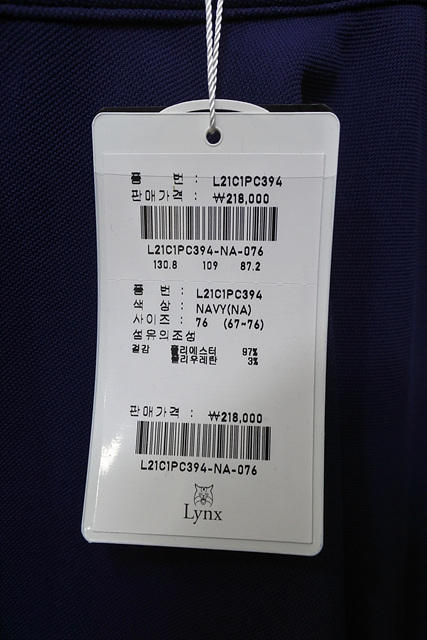 품 번 : L21C1PC394
판매가격 : ₩218,000
L21C1PC394-NA-076
130.8 109 87.2
품 번 : L21C1PC394
색 상 : NAVY(NA)
사이즈 : 76 (67~76)
섬유의조성
겉감 폴리에스터 97%
폴리우레탄 3%
판매가격 : ₩218,000
L21C1PC394-NA-076
Lynx